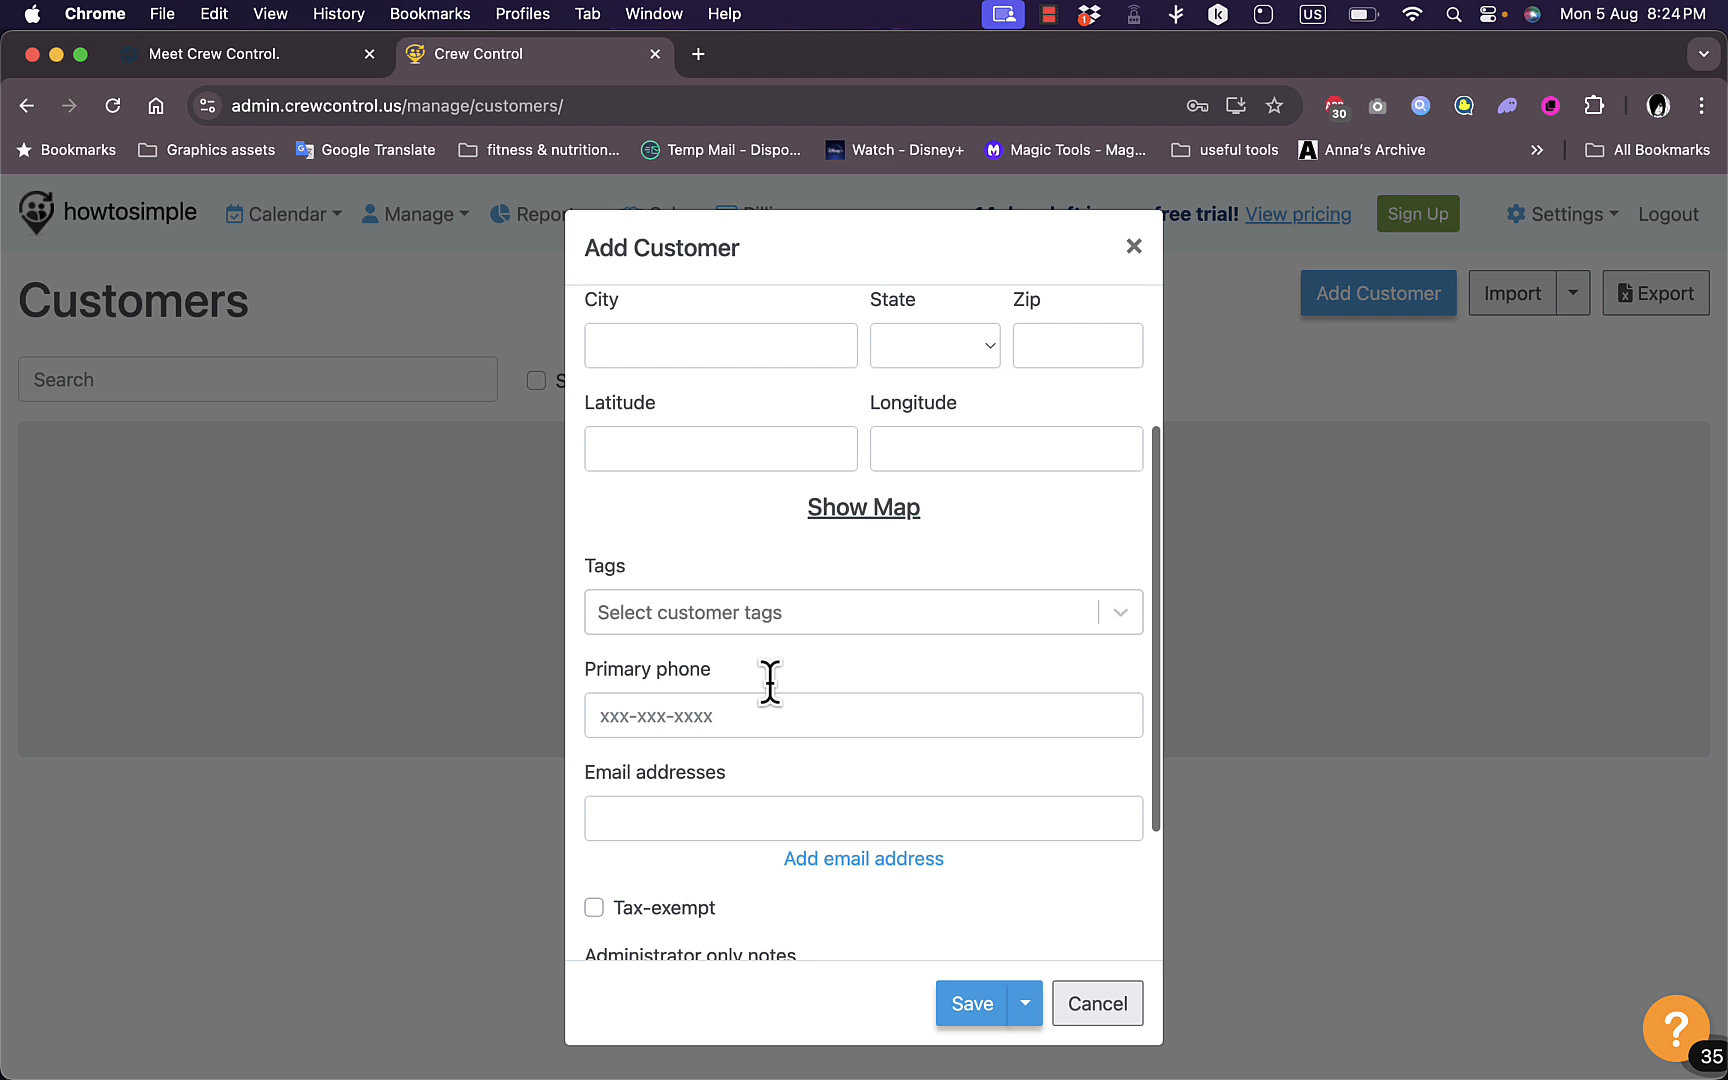 Chrome File Edit View History Bookmarks Profiles Tab Window Help 1 US Mon 5 Aug 8:24 PM
Meet Crew Control. Crew Control
admin.crewcontrol.us/manage/customers/ 30
Bookmarks Graphics assets Google Translate fitness & nutrition... Temp Mail - Dispo... Watch - Disney+ Magic Tools - Mag... useful tools Anna's Archive All Bookmarks
howtosimple Calendar Manage free trial! View pricing Sign Up Settings Logout
Add Customer
Customers
Add Customer Import Export
Search
City State Zip
Latitude Longitude
Show Map
Tags
Select customer tags
Primary phone
xxx-xxx-xxxx
Email addresses
Add email address
Tax-exempt
Administrator only notes
Save Cancel
?
35